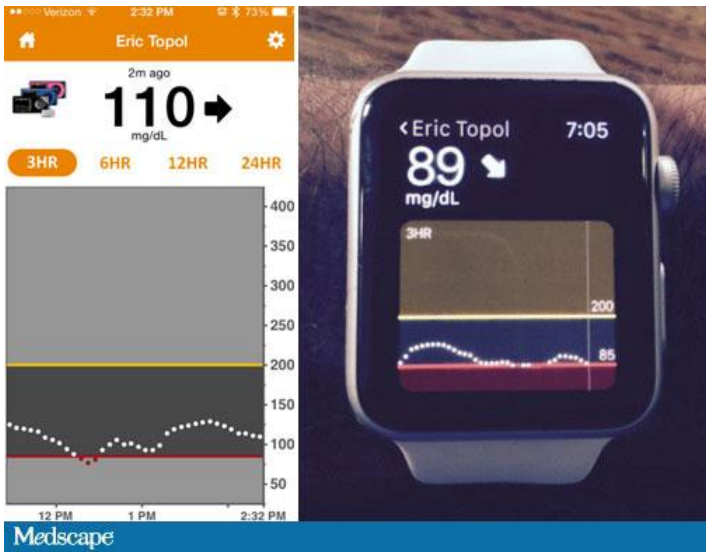 Verizon 2:32 PM 73%
Eric Topol
2m ago
110
mg/dL
3HR 6HR 12HR 24HR
400
350
300
250
200
150
100
50
12 PM 1 PM 2:32 PM
<Eric Topol 7:05
89
mg/dL
3HR
200
85
Medscape